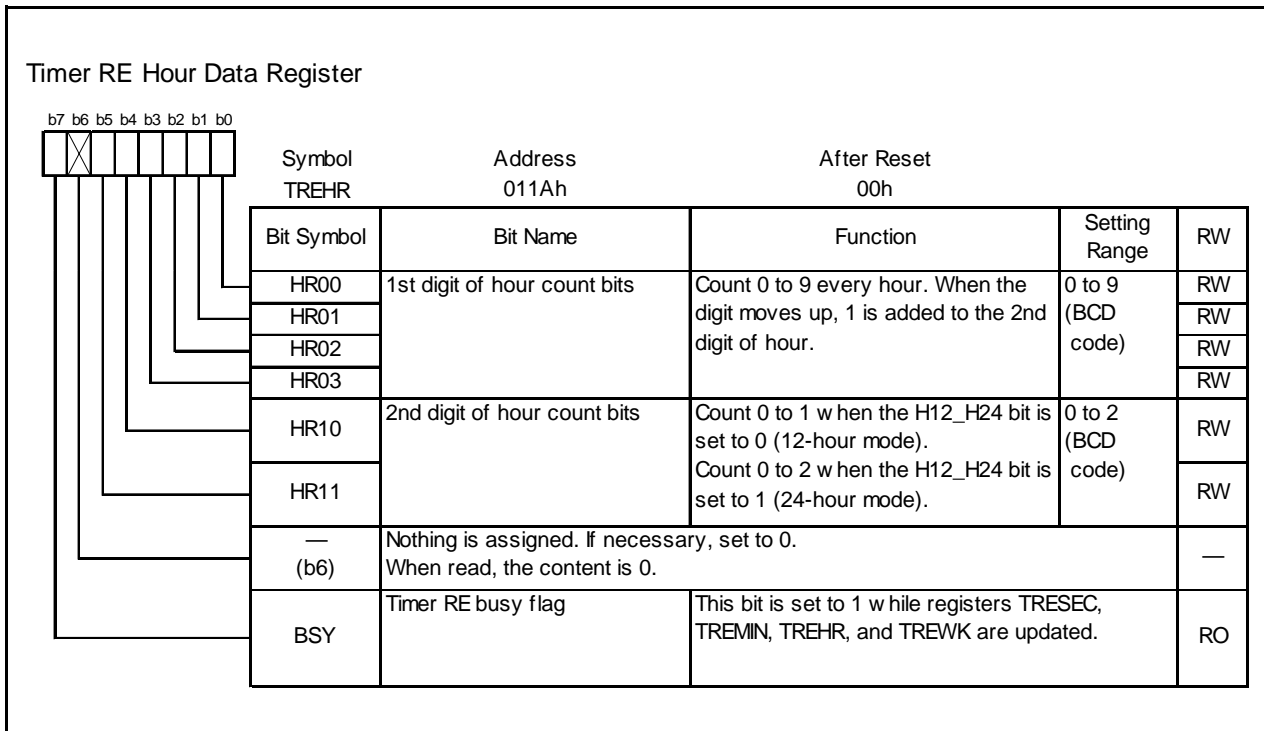 Timer RE Hour Data Register
b7 b6 b5 b4 b3 b2 b1 b0
Symbol Address After Reset
TREHR 011Ah 00h
Bit Symbol Bit Name Function Setting Range RW
HR00 1st digit of hour count bits Count 0 to 9 every hour. When the 0 to 9 RW
HR01 digit moves up, 1 is added to the 2nd (BCD RW
HR02 digit of hour. code) RW
HR03 RW
HR10 2nd digit of hour count bits Count 0 to 1 w hen the H12_H24 bit is 0 to 2 RW
set to 0 (12-hour mode). (BCD
HR11 Count 0 to 2 w hen the H12_H24 bit is code) RW
set to 1 (24-hour mode).
— Nothing is assigned. If necessary, set to 0. —
(b6) When read, the content is 0.
BSY Timer RE busy flag This bit is set to 1 w hile registers TRESEC, RO
TREMIN, TREHR, and TREWK are updated.